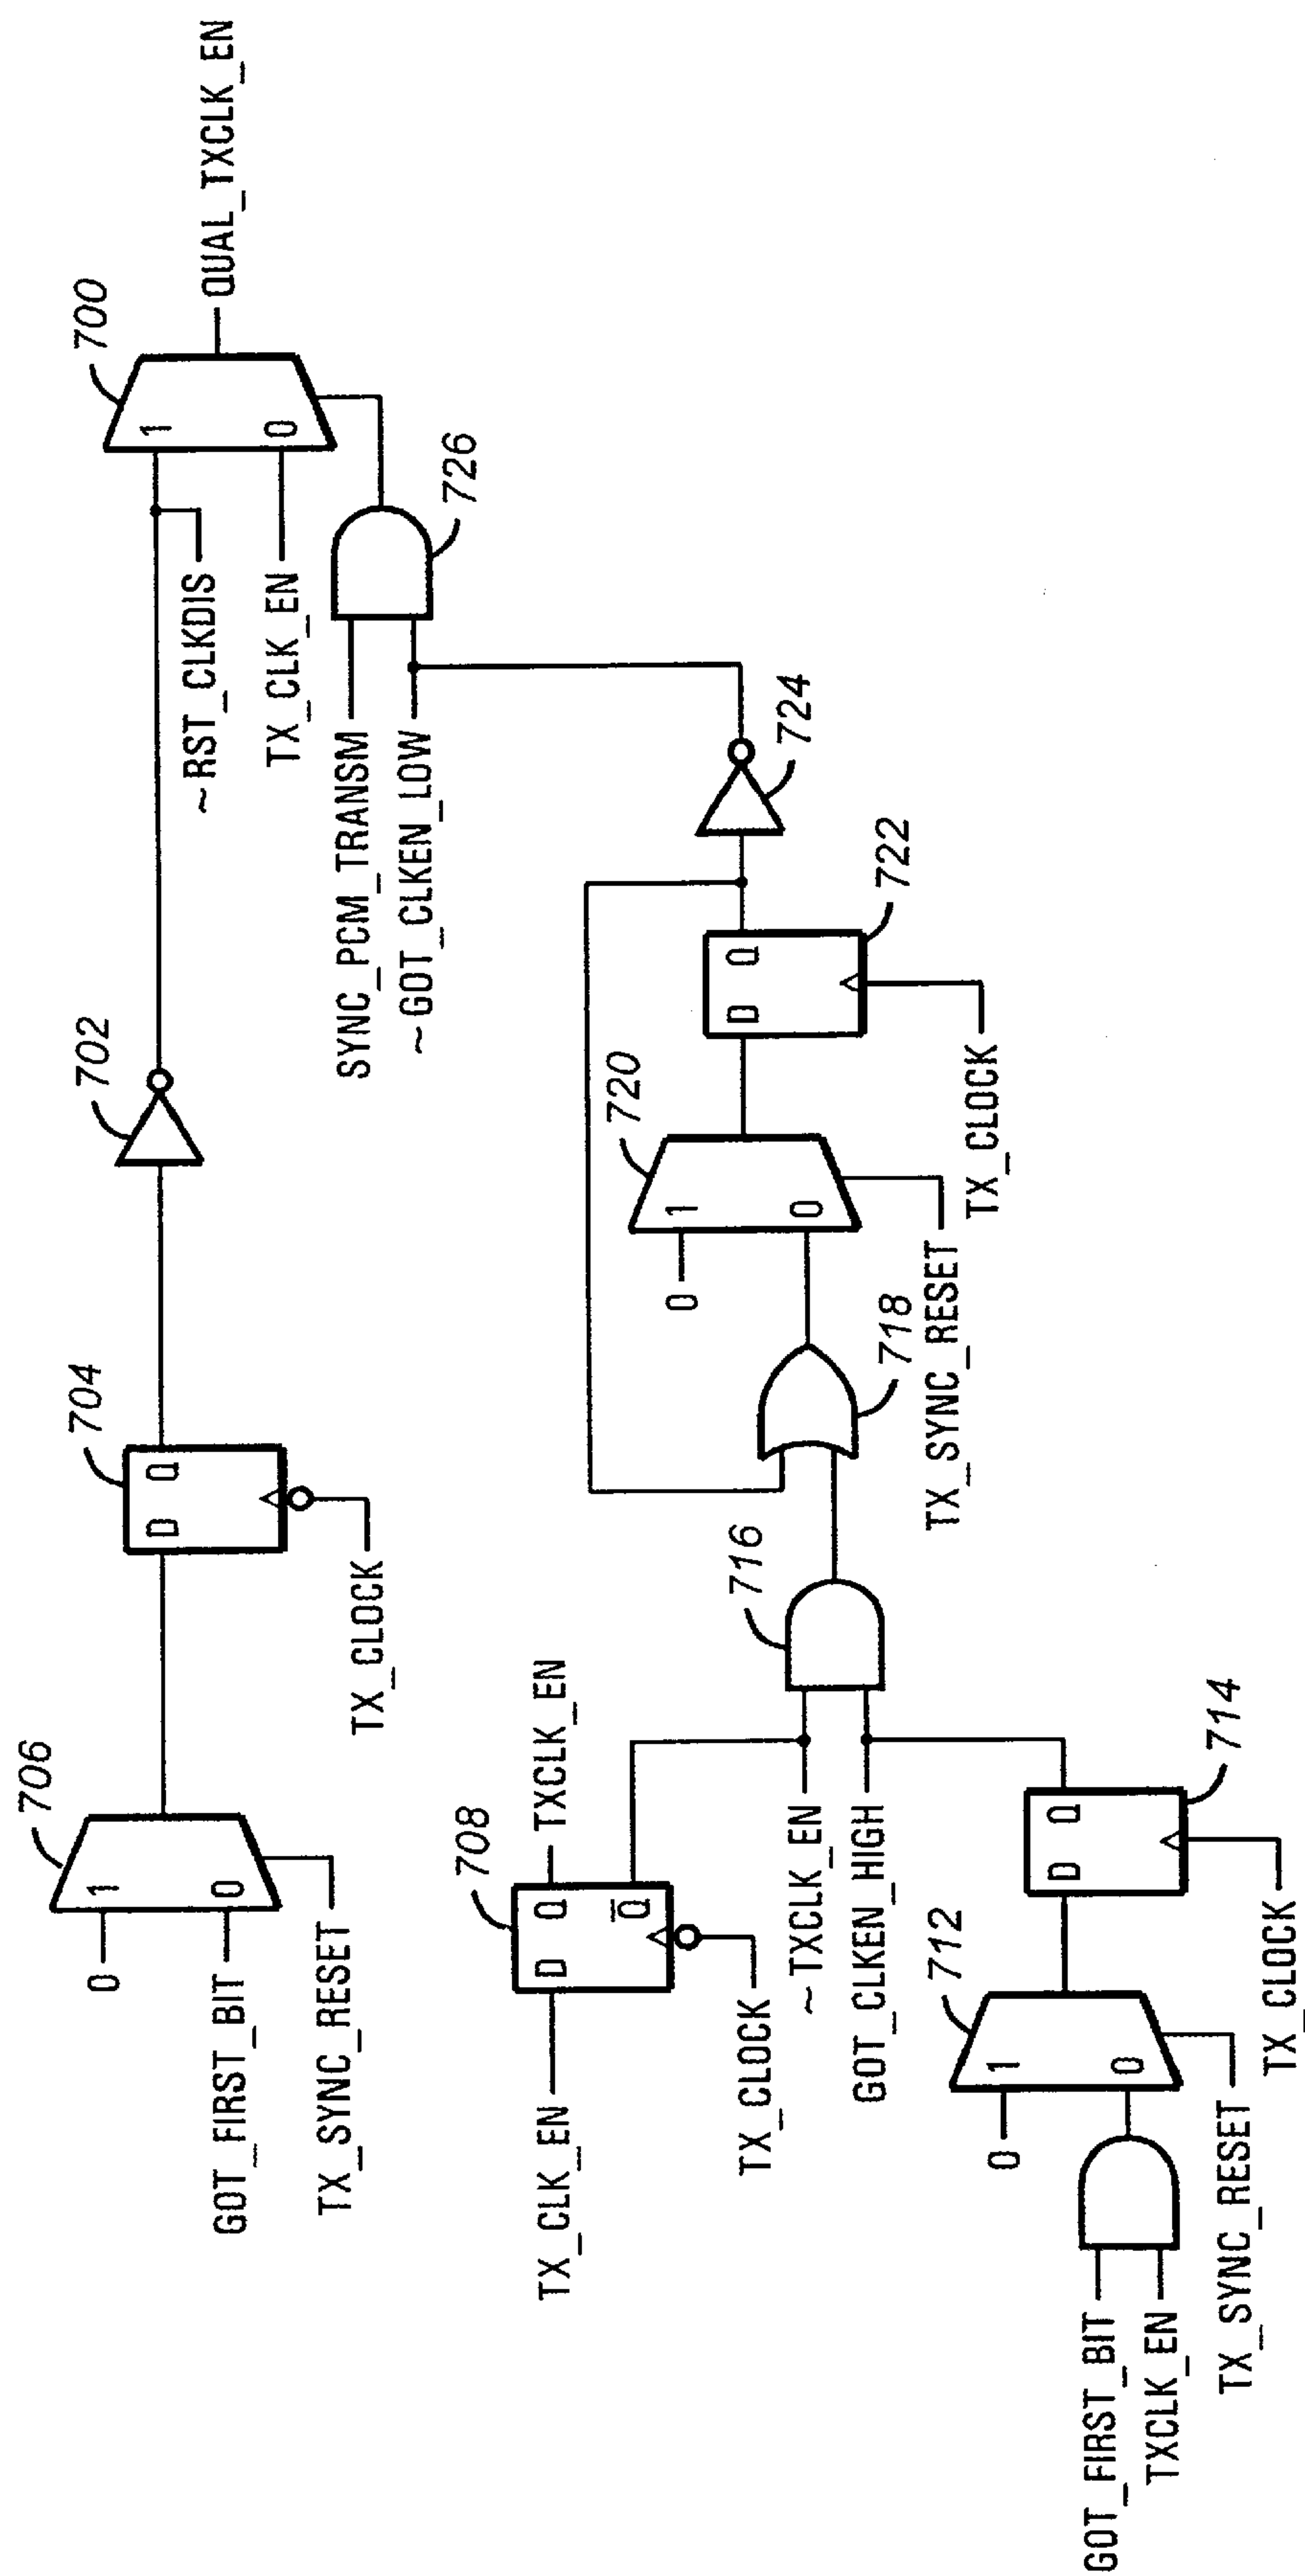 706
0
1
0
GOT_FIRST_BIT
TX_SYNC_RESET
704
D Q
TX_CLOCK
702
~RST_CLKDIS
700
1
0
TX_CLK_EN
QUAL_TXCLK_EN
SYNC_PCM_TRANSM
~GOT_CLKEN_LOW
726
708
TX_CLK_EN
D Q
Q
TXCLK_EN
TX_CLOCK
~TXCLK_EN
GOT_CLKEN_HIGH
716
718
720
0
1
0
TX_SYNC_RESET
722
D Q
TX_CLOCK
724
GOT_FIRST_BIT
TXCLK_EN
712
0
1
0
TX_SYNC_RESET
714
D Q
TX_CLOCK